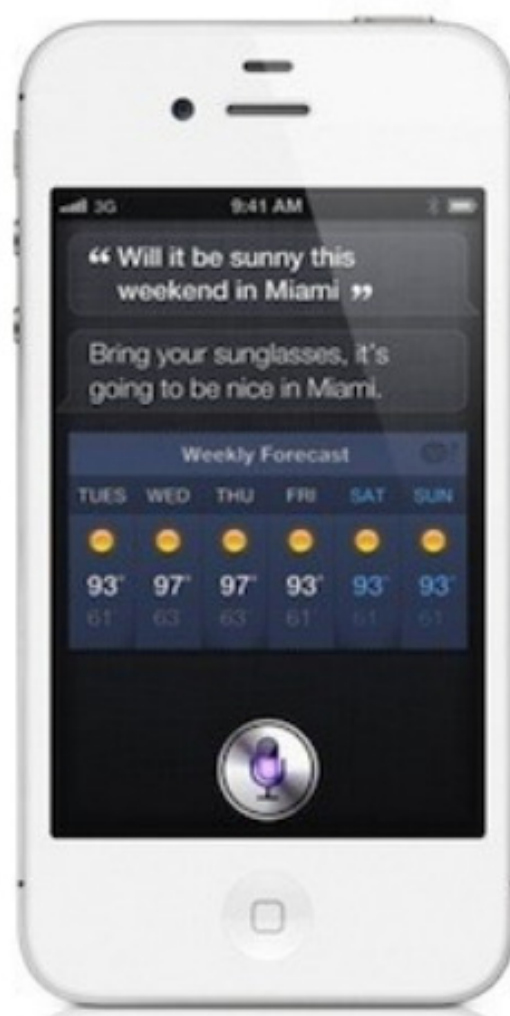 3G 9:41 AM
“ Will it be sunny this
weekend in Miami ”
Bring your sunglasses, it's
going to be nice in Miami.
Weekly Forecast
TUES WED THU FRI SAT SUN
93° 97° 97° 93° 93° 93°
61° 63° 63° 61° 61° 61°